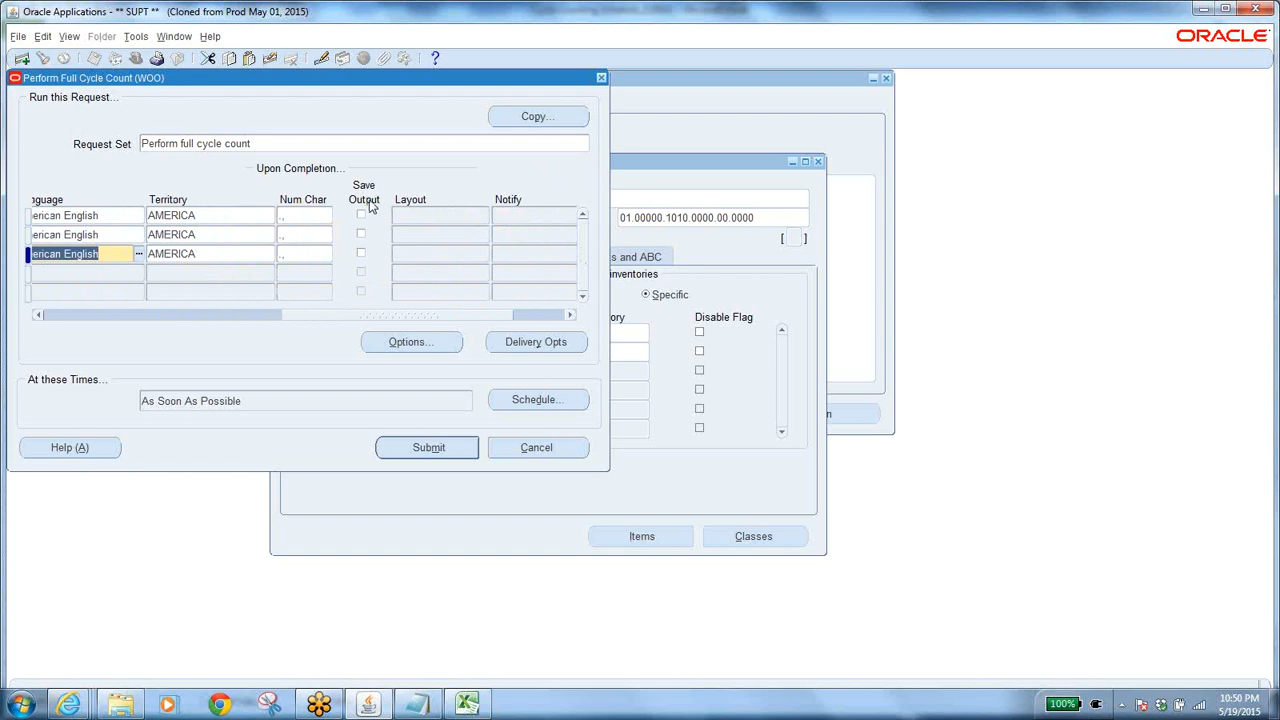 Oracle Applications - ** SUPT ** (Cloned from Prod May 01, 2015)
File Edit View Folder Tools Window Help
ORACLE
Perform Full Cycle Count (WOO)
Run this Request...
Copy...
Request Set Perform full cycle count
Upon Completion...
Save
guage Territory Num Char Output Layout Notify
erican English AMERICA .,
erican English AMERICA .,
erican English AMERICA .,
Options... Delivery Opts
At these Times...
As Soon As Possible Schedule...
Help (A) Submit Cancel
01.00000.1010.0000.00.0000
[ ]
s and ABC
inventories
Specific
ory Disable Flag
n
Items Classes
100%
10:50 PM
5/19/2015